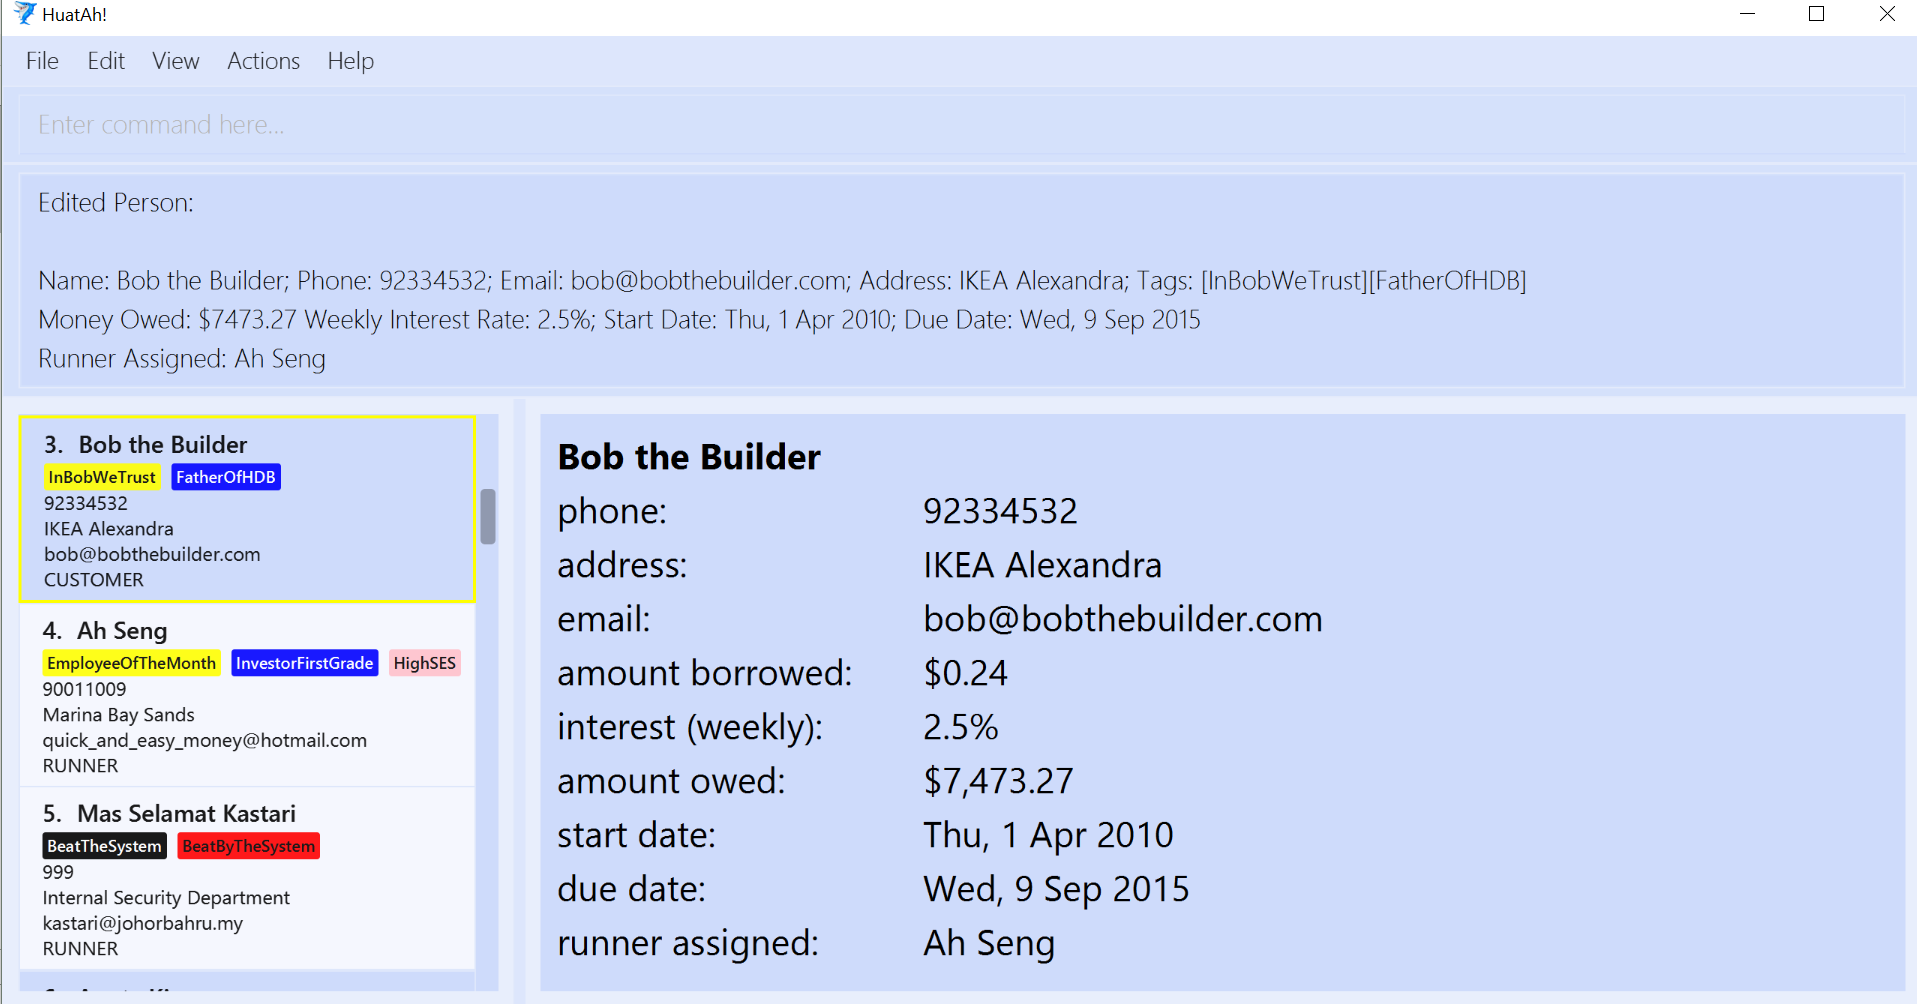 HuatAh!
File Edit View Actions Help
Enter command here...
Edited Person:
Name: Bob the Builder; Phone: 92334532; Email: bob@bobthebuilder.com; Address: IKEA Alexandra; Tags: [InBobWeTrust][FatherOfHDB]
Money Owed: $7473.27 Weekly Interest Rate: 2.5%; Start Date: Thu, 1 Apr 2010; Due Date: Wed, 9 Sep 2015
Runner Assigned: Ah Seng
3. Bob the Builder
InBobWeTrust FatherOfHDB
92334532
IKEA Alexandra
bob@bobthebuilder.com
CUSTOMER
4. Ah Seng
EmployeeOfTheMonth InvestorFirstGrade HighSES
90011009
Marina Bay Sands
quick_and_easy_money@hotmail.com
RUNNER
5. Mas Selamat Kastari
BeatTheSystem BeatByTheSystem
999
Internal Security Department
kastari@johorbahru.my
RUNNER
Bob the Builder
phone: 92334532
address: IKEA Alexandra
email: bob@bobthebuilder.com
amount borrowed: $0.24
interest (weekly): 2.5%
amount owed: $7,473.27
start date: Thu, 1 Apr 2010
due date: Wed, 9 Sep 2015
runner assigned: Ah Seng